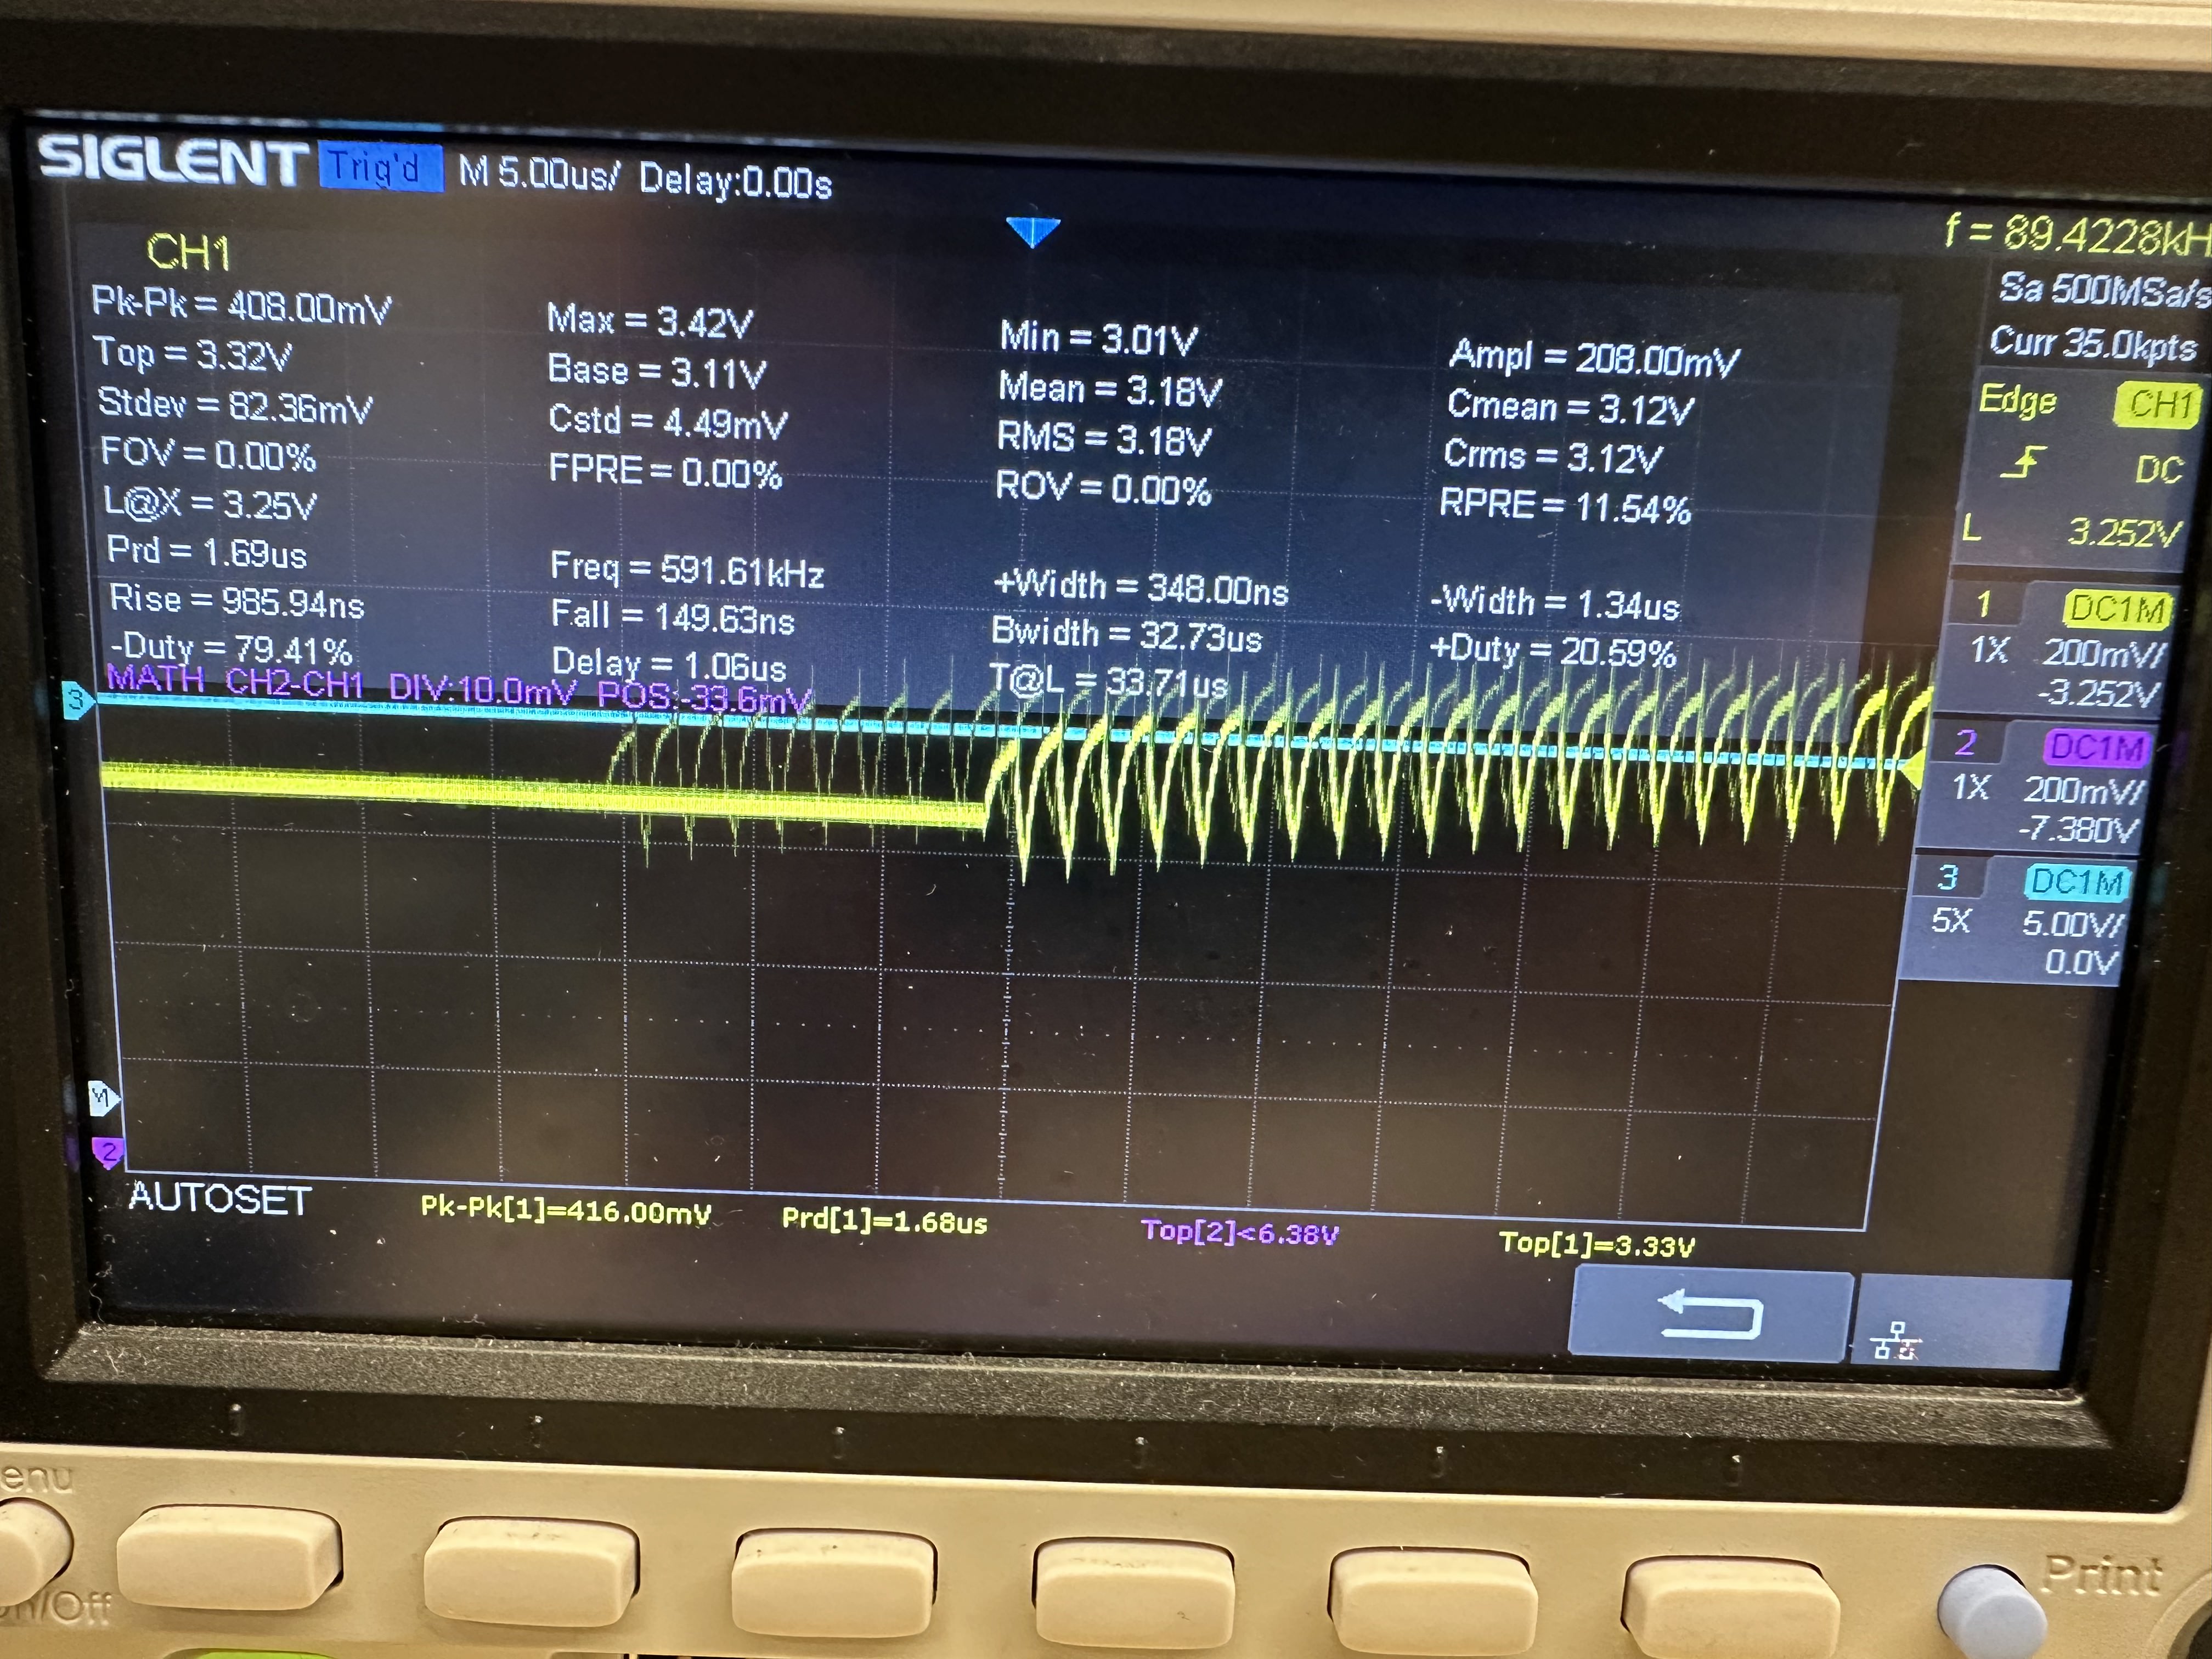 SIGLENT Trig'd M 5.00us/ Delay:0.00s
f = 89.4228kH
CH1
Sa 500MSa/s
Curr 35.0kpts
Pk-Pk = 408.00mV Max = 3.42V Min = 3.01V Ampl = 208.00mV
Top = 3.32V Base = 3.11V Mean = 3.18V Cmean = 3.12V
Stdev = 82.36mV Cstd = 4.49mV RMS = 3.18V Crms = 3.12V
FOV = 0.00% FPRE = 0.00% ROV = 0.00% RPRE = 11.54%
L@X = 3.25V
Prd = 1.69us Freq = 591.61kHz +Width = 348.00ns -Width = 1.34us
Rise = 985.94ns Fall = 149.63ns Bwidth = 32.73us +Duty = 20.59%
-Duty = 79.41% Delay = 1.06us T@L = 33.71us
MATH CH2-CH1 DIV:10.0mV POS:-33.6mV
Edge CH1
DC
L 3.252V
1 DC1M
1X 200mV/
-3.252V
2 DC1M
1X 200mV/
-7.380V
3 DC1M
5X 5.00V/
0.0V
3
M
2
AUTOSET
Pk-Pk[1]=416.00mV Prd[1]=1.68us Top[2]<6.38V Top[1]=3.33V
enu
On/Off
Print